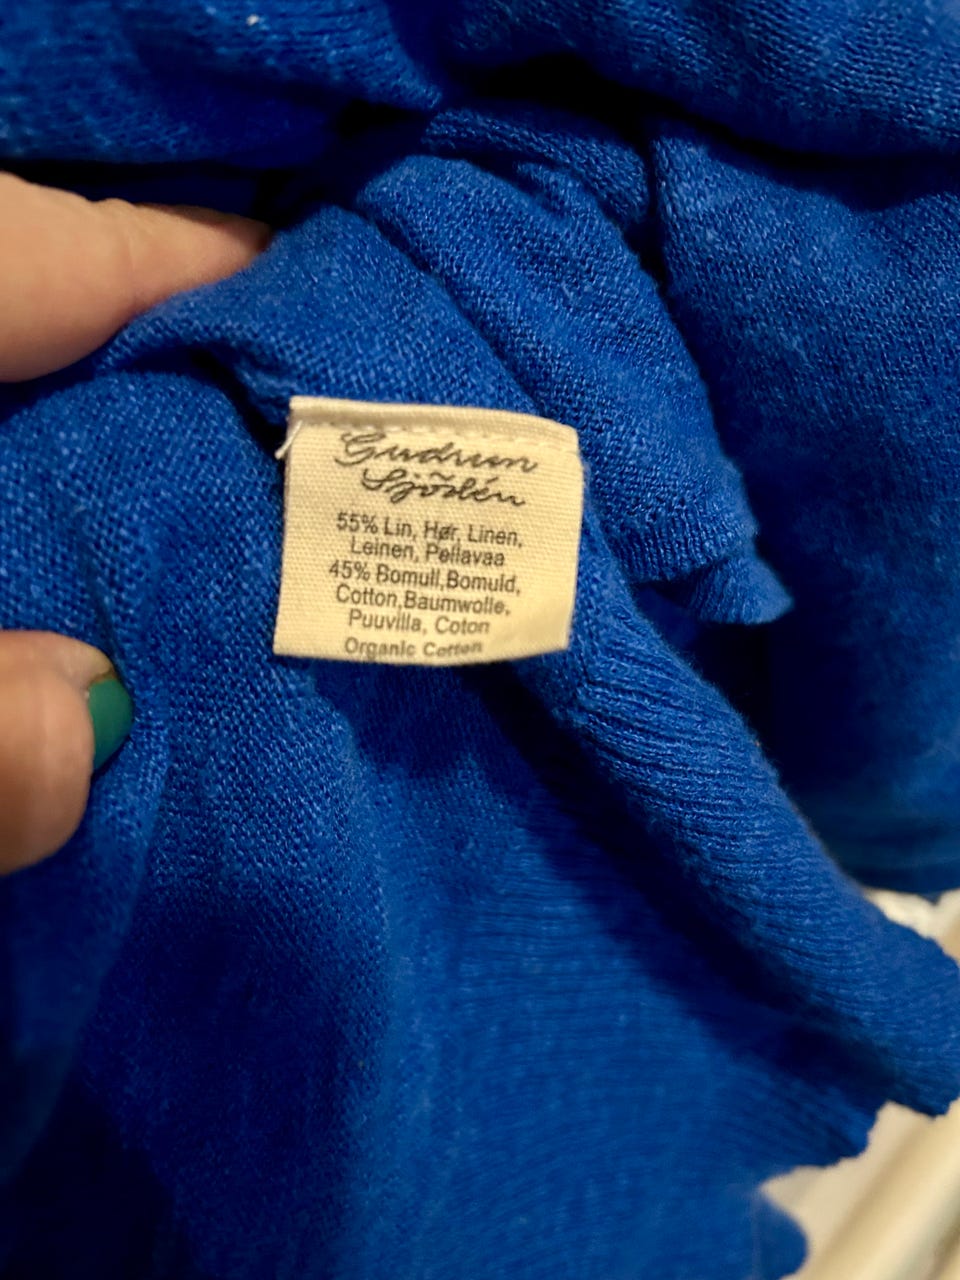 Gudrun
Sjödén
55% Lin, Hør, Linen,
Leinen, Pellavaa
45% Bomull,Bomuld,
Cotton,Baumwolle,
Puuvilla, Coton
Organic Cotton